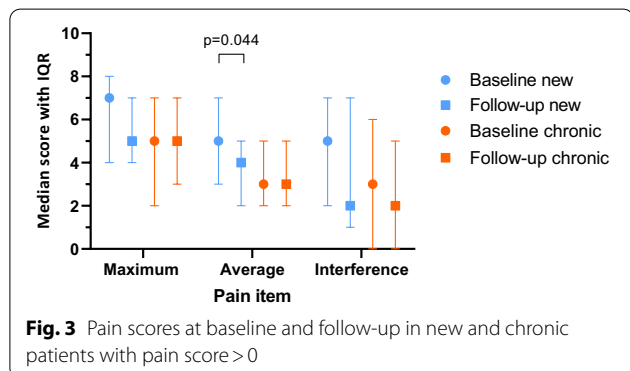 p=0.044
10
8
6
4
2
0
Median score with IQR
Maximum Average Interference
Pain item
Baseline new
Follow-up new
Baseline chronic
Follow-up chronic
Fig. 3 Pain scores at baseline and follow-up in new and chronic
patients with pain score > 0